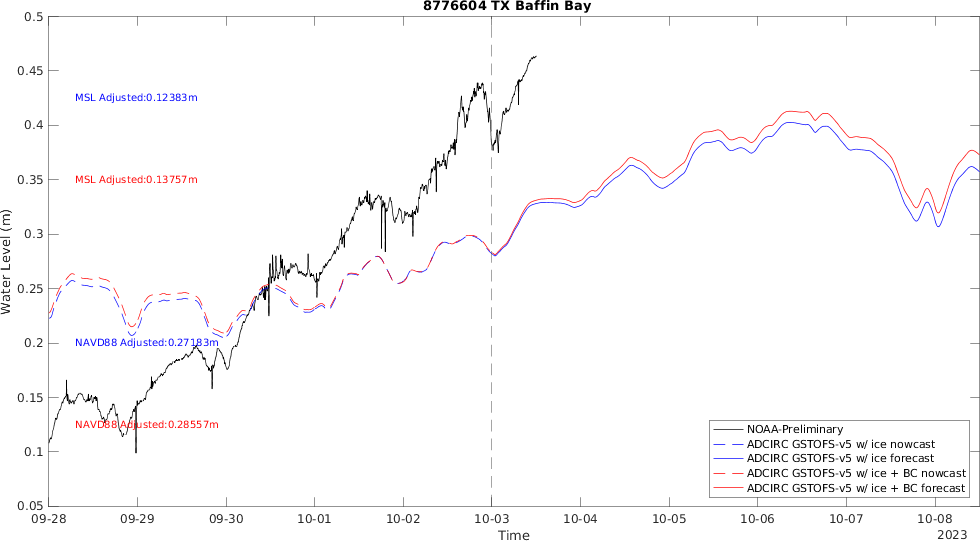 8776604 TX Baffin Bay
0.5
0.45
0.4
0.35
0.3
0.25
0.2
0.15
0.1
0.05
Water Level (m)
MSL Adjusted:0.12383m
MSL Adjusted:0.13757m
NAVD88 Adjusted:0.27183m
NAVD88 Adjusted:0.28557m
NOAA-Preliminary
ADCIRC GSTOFS-v5 w/ ice nowcast
ADCIRC GSTOFS-v5 w/ ice forecast
ADCIRC GSTOFS-v5 w/ ice + BC nowcast
ADCIRC GSTOFS-v5 w/ ice + BC forecast
09-28 09-29 09-30 10-01 10-02 10-03 10-04 10-05 10-06 10-07 10-08
Time
2023